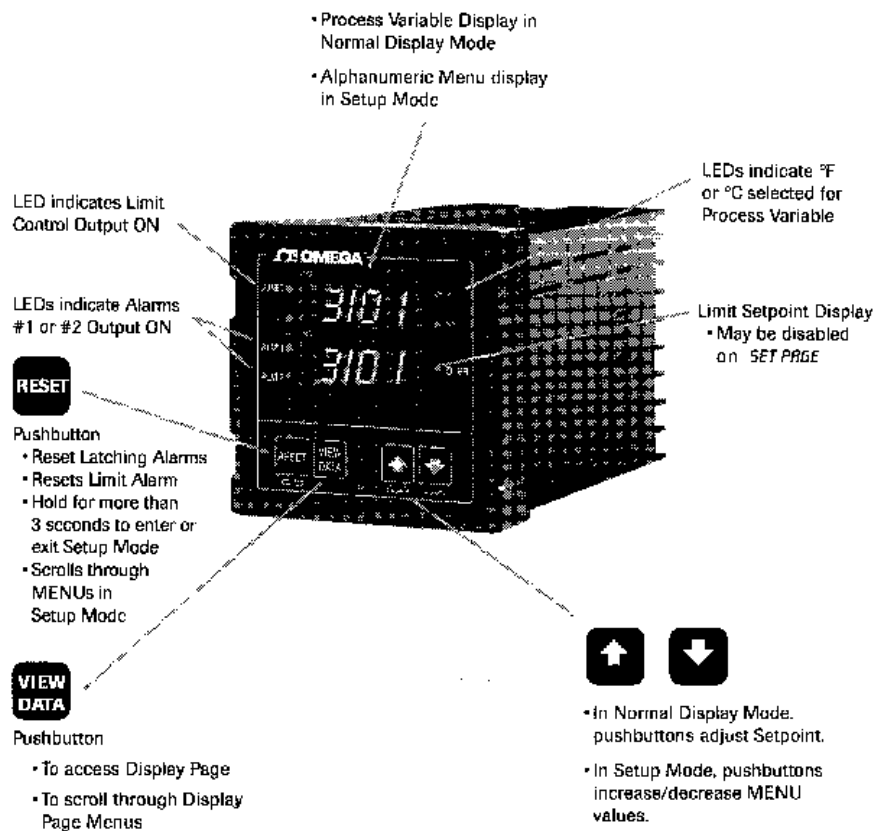 • Process Variable Display in
Normal Display Mode
• Alphanumeric Menu display
in Setup Mode
LED indicates Limit
Control Output ON
LEDs indicate °F
or °C selected for
Process Variable
OMEGA
3101
LEDs indicate Alarms
#1 or #2 Output ON
Limit Setpoint Display
• May be disabled
on SET PAGE
3101
RESET
Pushbutton
• Reset Latching Alarms
• Resets Limit Alarm
• Hold for more than
3 seconds to enter or
exit Setup Mode
• Scrolls through
MENUs in
Setup Mode
RESET
VIEW
DATA
VIEW
DATA
Pushbutton
• To access Display Page
• To scroll through Display
Page Menus
• In Normal Display Mode.
pushbuttons adjust Setpoint.
• In Setup Mode, pushbuttons
increase/decrease MENU
values.